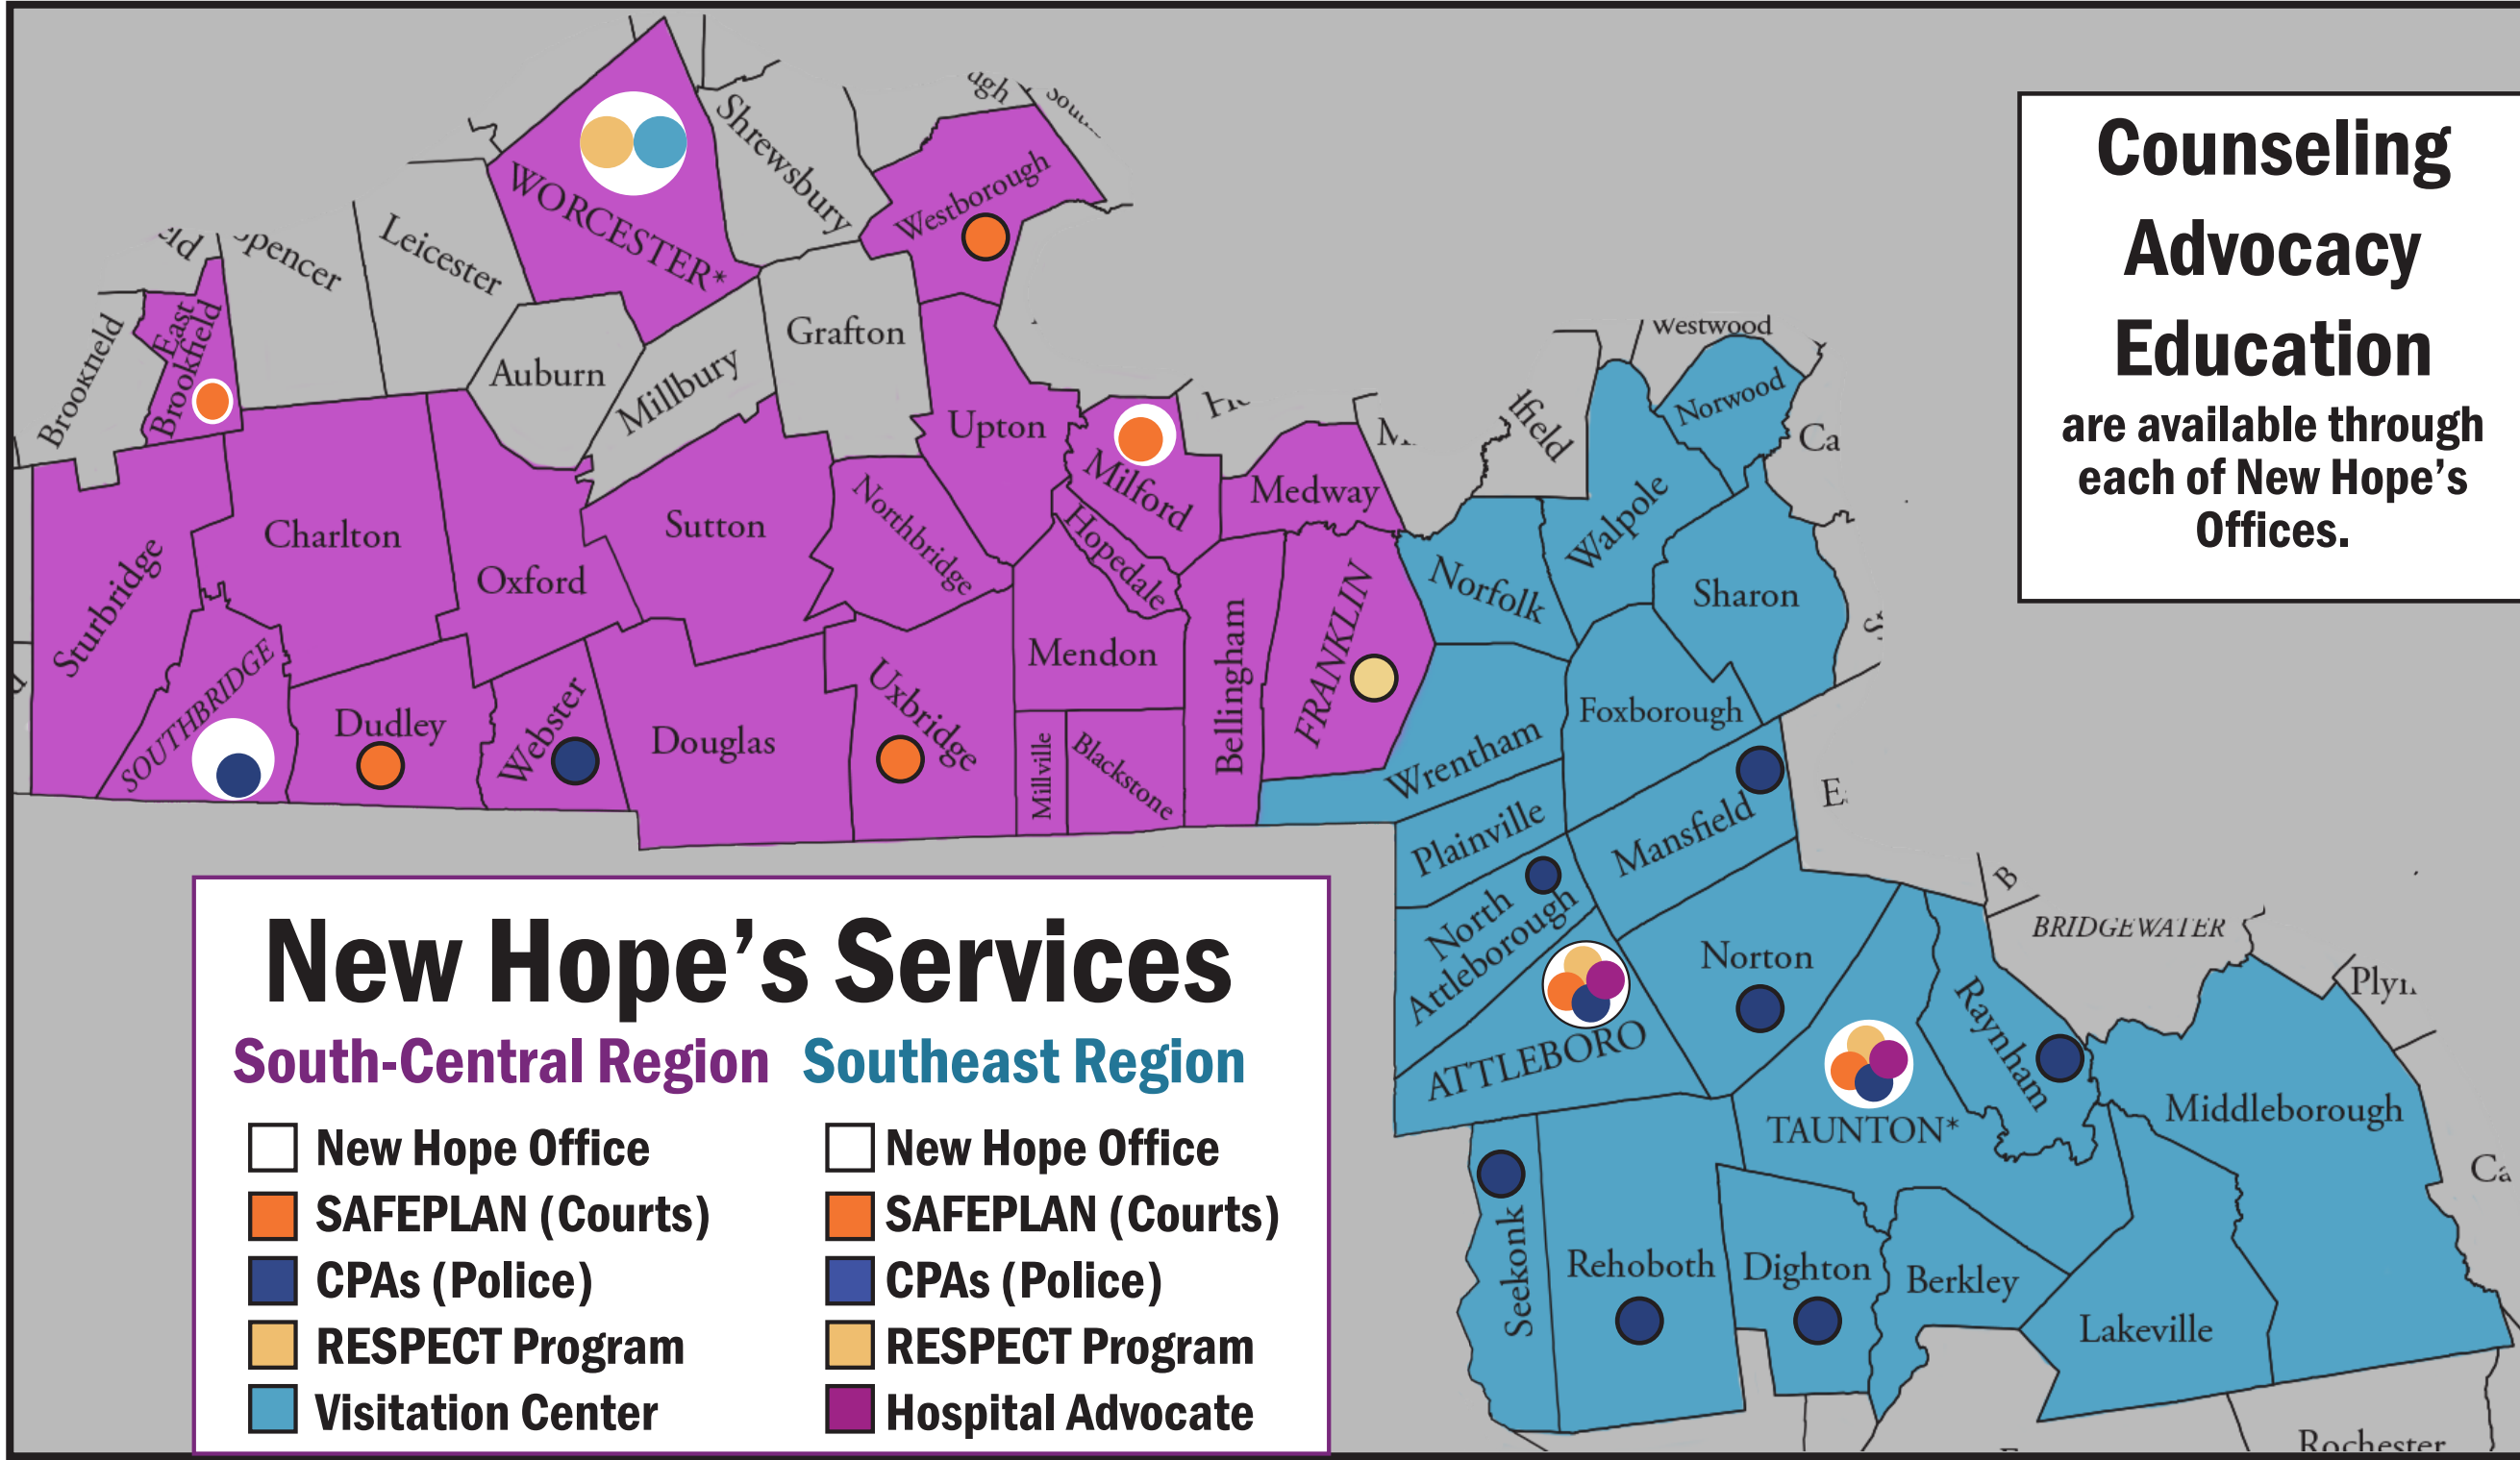 Shrewsbury
Westborough
WORCESTER*
Leicester
East
Brookfield
Brookfield
Auburn
Millbury
Grafton
Upton
Milford
Medway
Hopedale
Northbridge
Sutton
Charlton
Oxford
Sturbridge
SOUTHBRIDGE
Dudley
Webster
Douglas
Uxbridge
Mendon
Millville
Blackstone
Bellingham
FRANKLIN
Westwood
Norwood
Ca
Walpole
Norfolk
Sharon
Foxborough
Wrentham
Plainville
Mansfield
E
North
Attleborough
ATTLEBORO
Norton
B
BRIDGEWATER
Raynham
TAUNTON*
Middleborough
Seekonk
Rehoboth
Dighton
Berkley
Lakeville
Rochester
Counseling
Advocacy
Education
are available through
each of New Hope's
Offices.
New Hope's Services
South-Central Region
New Hope Office
SAFEPLAN (Courts)
CPAs (Police)
RESPECT Program
Visitation Center
Southeast Region
New Hope Office
SAFEPLAN (Courts)
CPAs (Police)
RESPECT Program
Hospital Advocate